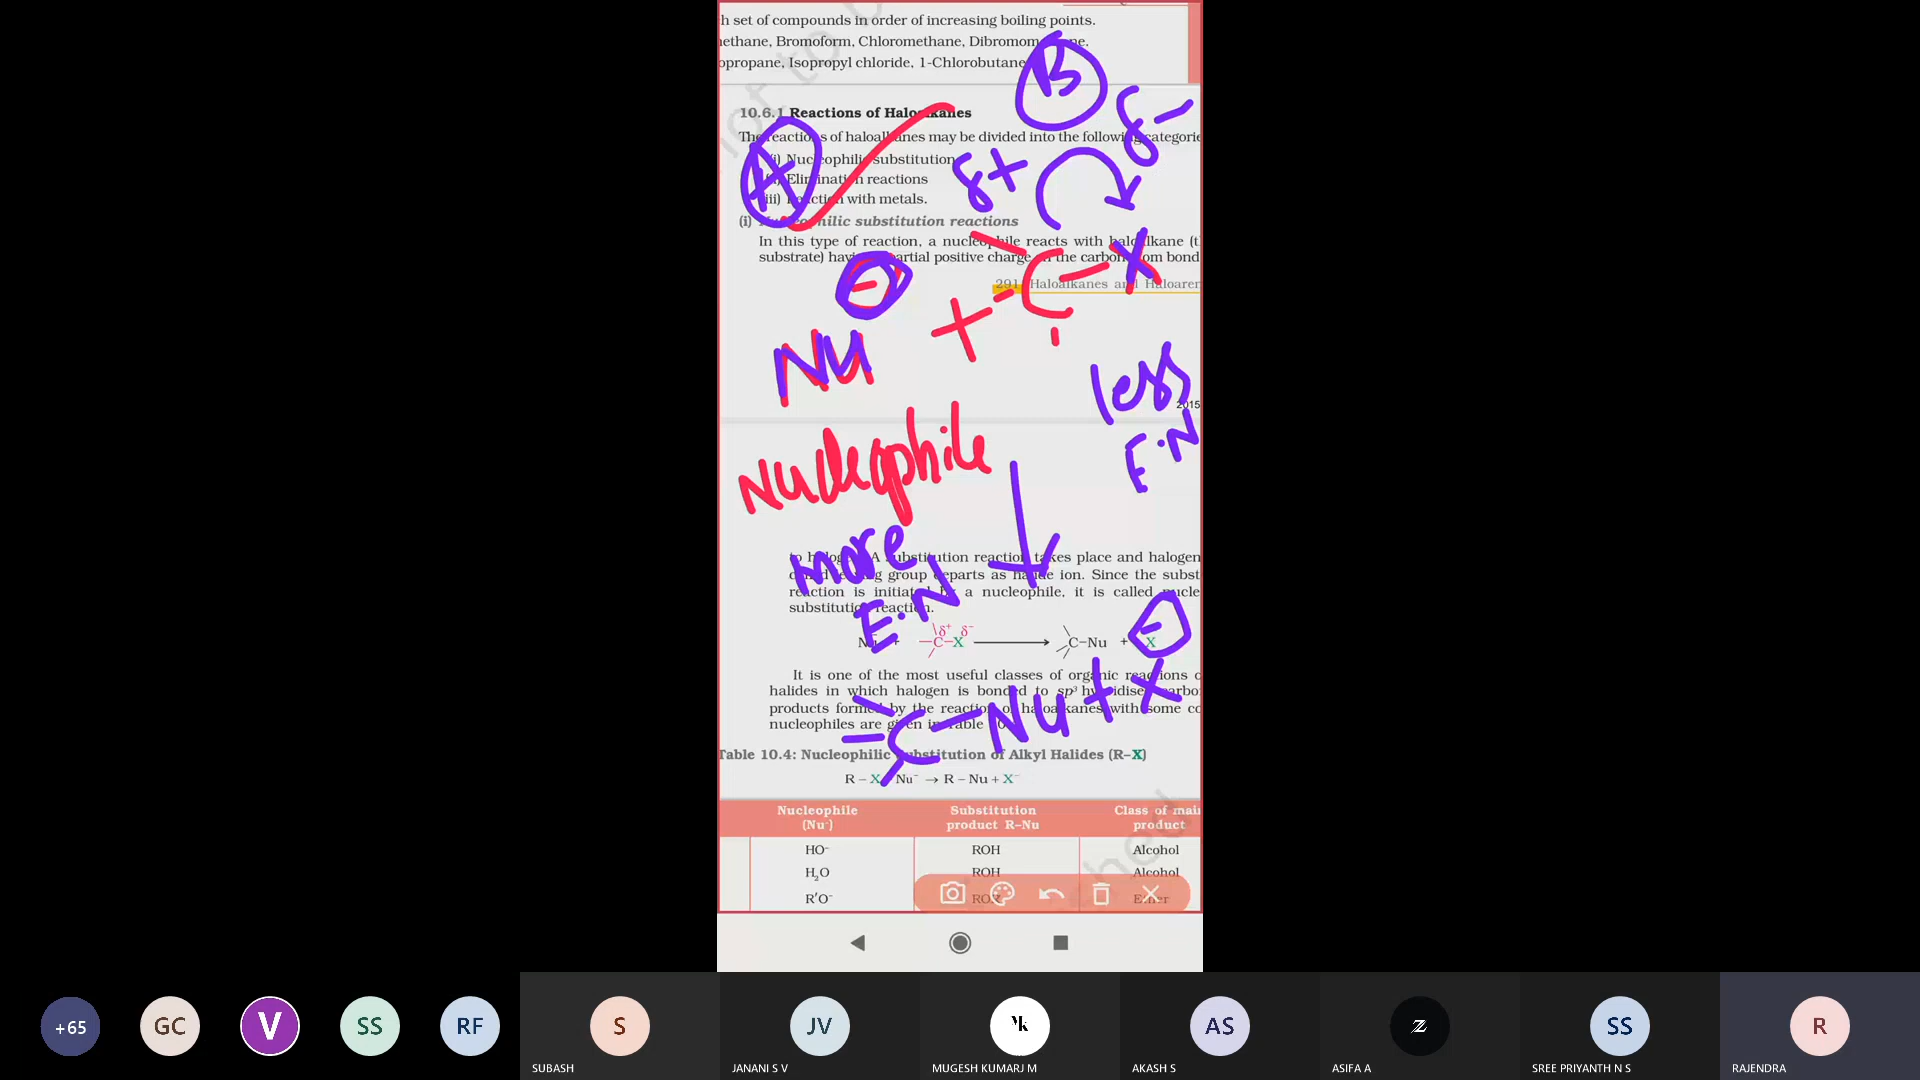 h set of compounds in order of increasing boiling points.
ethane, Bromoform, Chloromethane,
opropane, Isopropyl chloride, 1-Chlorobutane
B
10.6.1 Reactions of Haloalkanes
δ−
The reactions of haloalkanes may be divided into the following categorie
A
(i) Nucleophilic substitution
δ+
Elimination reactions
(iii) Reaction with metals.
(i) Nucleophilic substitution reactions
In this type of reaction, a nucleophile reacts with haloalkane (t
substrate) having partial positive charge on the carbon atom bond
− C − X
291 Haloalkanes and Haloaren
−
Nu +
less
2015
E.N
Nucleophile
more
to halogen. A substitution reaction takes place and halogen
leaving group departs as halide ion. Since the subst
reaction is initiated by a nucleophile, it is called nucle
substitution reaction.
E.N
Nu + C−X δ+ δ− C−Nu + X
−
It is one of the most useful classes of organic reactions o
halides in which halogen is bonded to sp³ hybridised carbo
products formed by the reaction of haloalkanes with some co
nucleophiles are given in Table
− C − Nu + X
Table 10.4: Nucleophilic Substitution of Alkyl Halides (R–X)
R – X Nu⁻ → R – Nu + X⁻
Nucleophile (Nu⁻) Substitution product R–Nu Class of main product
HO⁻ ROH Alcohol
H₂O ROH Alcohol
R′O⁻ Ether
+65 GC V SS RF S JV AS Z SS R
SUBASH JANANI S V MUGESH KUMARJ M AKASH S ASIFA A SREE PRIYANTH N S RAJENDRA